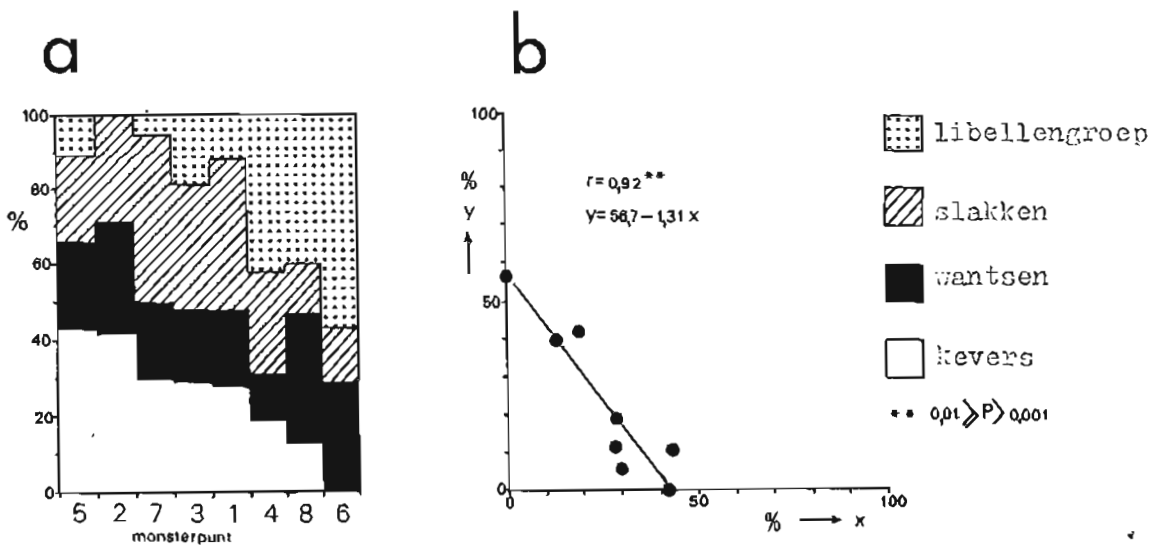 a
100
80
%
60
40
20
0
5 2 7 3 1 4 8 6
monsterpunt
b
100
%
y
r=0,92 **
y=56,7-1,31 x
50
0
0 50 100
% → x
libellengroep
slakken
wantsen
kevers
** 0,01 > P > 0,001